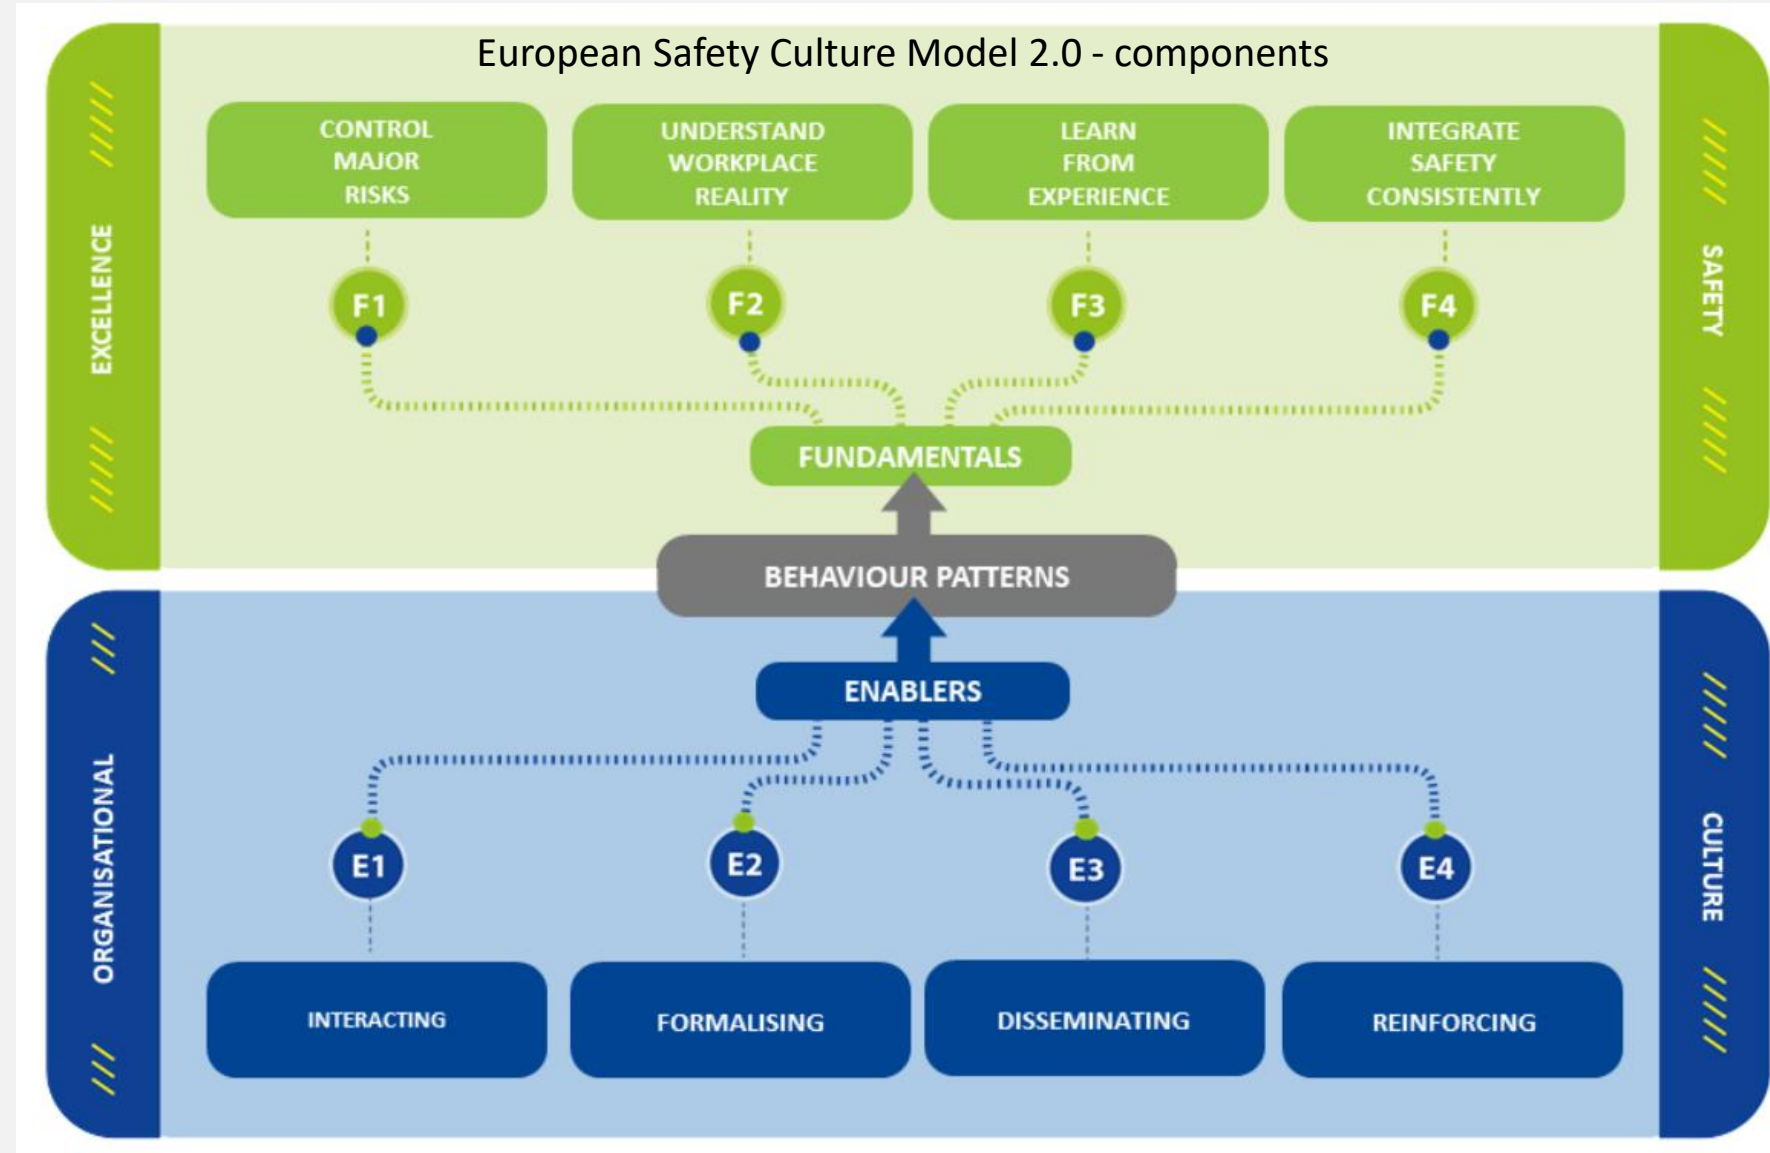 European Safety Culture Model 2.0 - components
CONTROL
MAJOR
RISKS
UNDERSTAND
WORKPLACE
REALITY
LEARN
FROM
EXPERIENCE
INTEGRATE
SAFETY
CONSISTENTLY
EXCELLENCE
SAFETY
F1
F2
F3
F4
FUNDAMENTALS
BEHAVIOUR PATTERNS
ENABLERS
ORGANISATIONAL
CULTURE
E1
E2
E3
E4
INTERACTING
FORMALISING
DISSEMINATING
REINFORCING